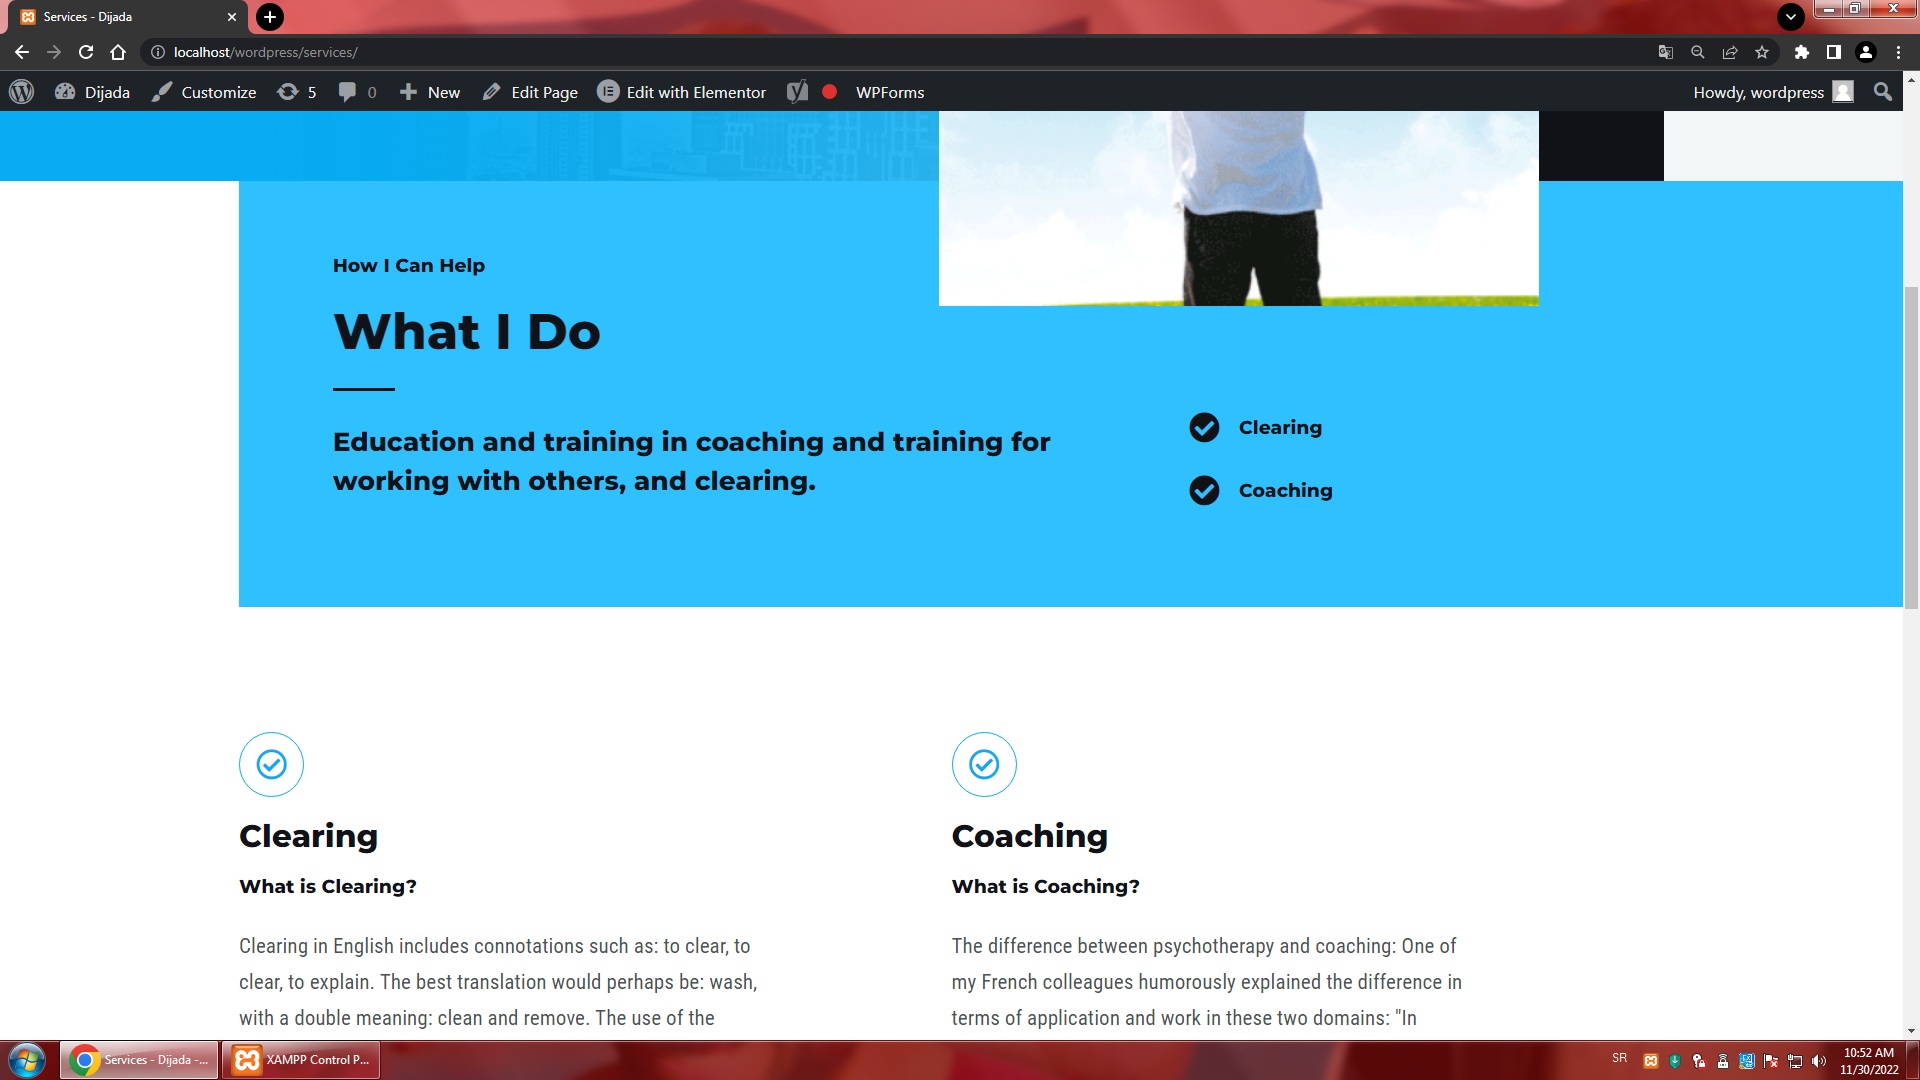 Services - Dijada
localhost/wordpress/services/
Dijada Customize 5 0 New Edit Page Edit with Elementor WPForms Howdy, wordpress
How I Can Help
What I Do
Education and training in coaching and training for
working with others, and clearing.
Clearing
Coaching
Clearing
What is Clearing?
Clearing in English includes connotations such as: to clear, to
clear, to explain. The best translation would perhaps be: wash,
with a double meaning: clean and remove. The use of the
Coaching
What is Coaching?
The difference between psychotherapy and coaching: One of
my French colleagues humorously explained the difference in
terms of application and work in these two domains: "In
Services - Dijada -...
XAMPP Control P...
SR
10:52 AM
11/30/2022